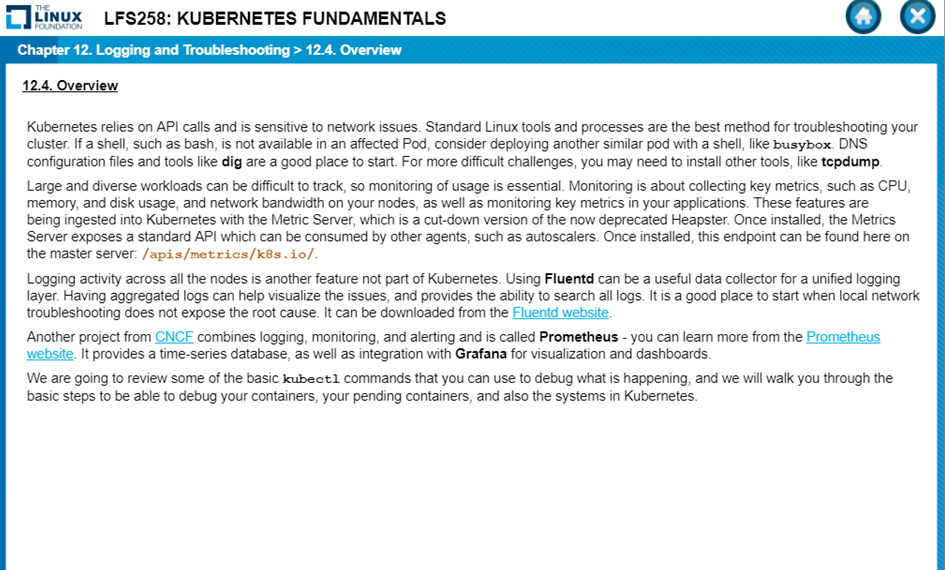 THE
LINUX
FOUNDATION
LFS258: KUBERNETES FUNDAMENTALS
Chapter 12. Logging and Troubleshooting > 12.4. Overview
12.4. Overview
Kubernetes relies on API calls and is sensitive to network issues. Standard Linux tools and processes are the best method for troubleshooting your
cluster. If a shell, such as bash, is not available in an affected Pod, consider deploying another similar pod with a shell, like busybox. DNS
configuration files and tools like dig are a good place to start. For more difficult challenges, you may need to install other tools, like tcpdump.
Large and diverse workloads can be difficult to track, so monitoring of usage is essential. Monitoring is about collecting key metrics, such as CPU,
memory, and disk usage, and network bandwidth on your nodes, as well as monitoring key metrics in your applications. These features are
being ingested into Kubernetes with the Metric Server, which is a cut-down version of the now deprecated Heapster. Once installed, the Metrics
Server exposes a standard API which can be consumed by other agents, such as autoscalers. Once installed, this endpoint can be found here on
the master server: /apis/metrics/k8s.io/.
Logging activity across all the nodes is another feature not part of Kubernetes. Using Fluentd can be a useful data collector for a unified logging
layer. Having aggregated logs can help visualize the issues, and provides the ability to search all logs. It is a good place to start when local network
troubleshooting does not expose the root cause. It can be downloaded from the Fluentd website.
Another project from CNCF combines logging, monitoring, and alerting and is called Prometheus - you can learn more from the Prometheus
website. It provides a time-series database, as well as integration with Grafana for visualization and dashboards.
We are going to review some of the basic kubectl commands that you can use to debug what is happening, and we will walk you through the
basic steps to be able to debug your containers, your pending containers, and also the systems in Kubernetes.